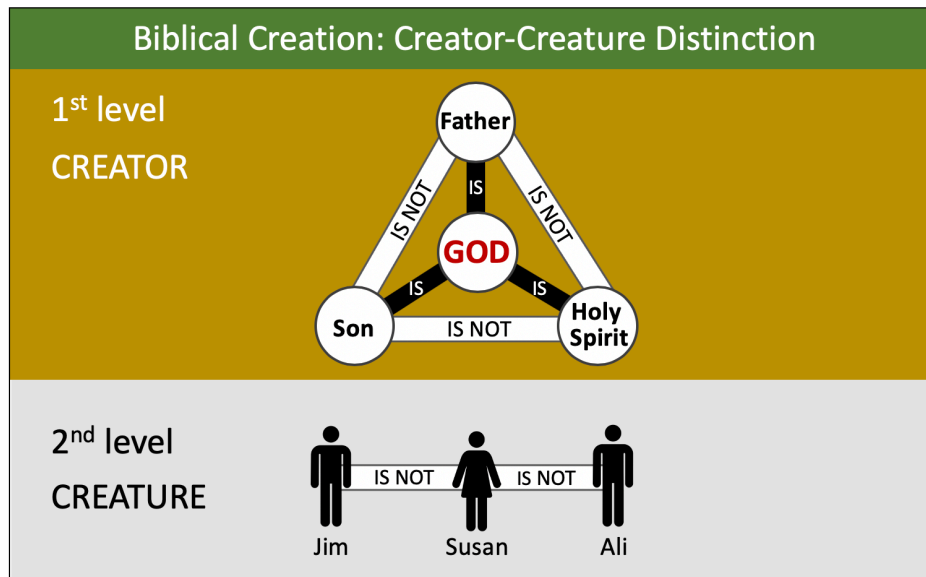 Biblical Creation: Creator-Creature Distinction
1st level
CREATOR
Father
IS NOT
IS
IS NOT
GOD
IS
IS
Son
IS NOT
Holy
Spirit
2nd level
CREATURE
IS NOT
IS NOT
Jim
Susan
Ali